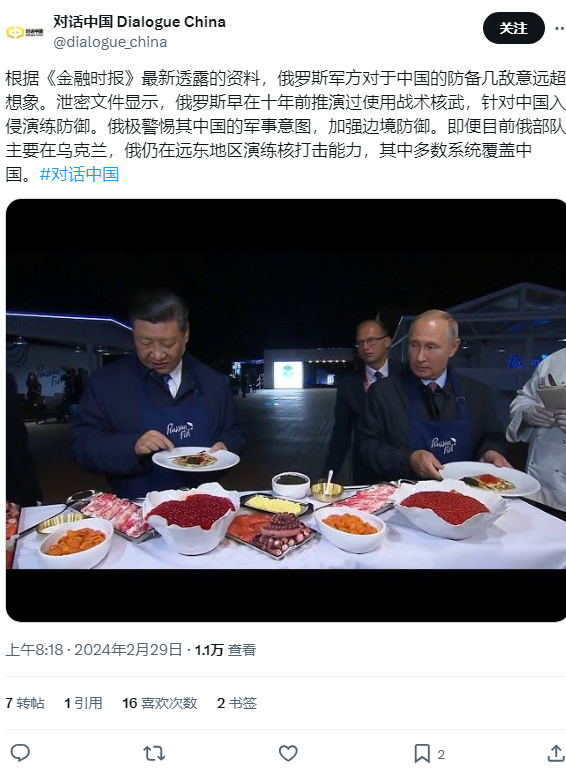 对话中国 Dialogue China
@dialogue_china
关注
根据《金融时报》最新透露的资料，俄罗斯军方对于中国的防备几敌意远超
想象。泄密文件显示，俄罗斯早在十年前推演过使用战术核武，针对中国入
侵演练防御。俄极警惕其中国的军事意图，加强边境防御。即便目前俄部队
主要在乌克兰，俄仍在远东地区演练核打击能力，其中多数系统覆盖中
国。#对话中国
Russian Fish
Russian Fish
上午8:18 · 2024年2月29日 · 1.1万 查看
7 转帖 1 引用 16 喜欢次数 2 书签
2